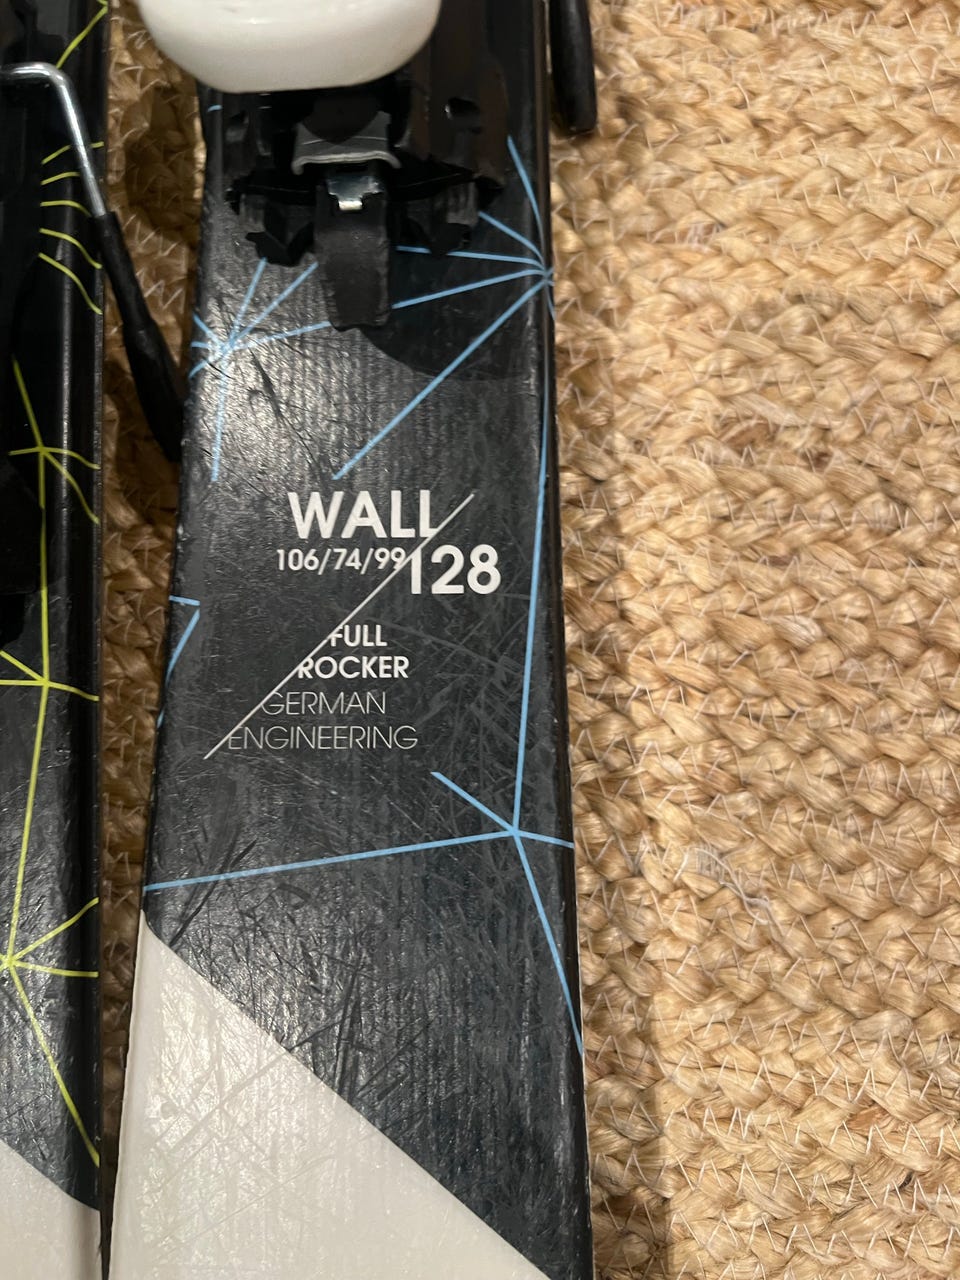 WALL
106/74/99 128
FULL
ROCKER
GERMAN
ENGINEERING